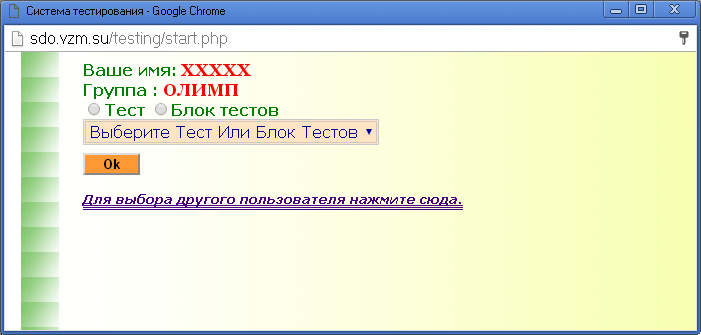 Система тестирования - Google Chrome
sdo.vzm.su/testing/start.php
Ваше имя: XXXXX
Группа : ОЛИМП
Тест Блок тестов
Выберите Тест Или Блок Тестов
Ok
Для выбора другого пользователя нажмите сюда.